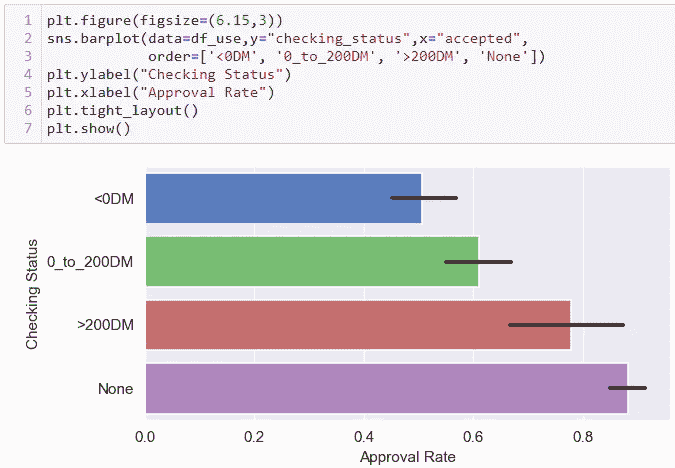 1 plt.figure(figsize=(6.15,3))
2 sns.barplot(data=df_use,y="checking_status",x="accepted",
3             order=['<0DM', '0_to_200DM', '>200DM', 'None'])
4 plt.ylabel("Checking Status")
5 plt.xlabel("Approval Rate")
6 plt.tight_layout()
7 plt.show()
Checking Status
<0DM
0_to_200DM
>200DM
None
0.0 0.2 0.4 0.6 0.8
Approval Rate